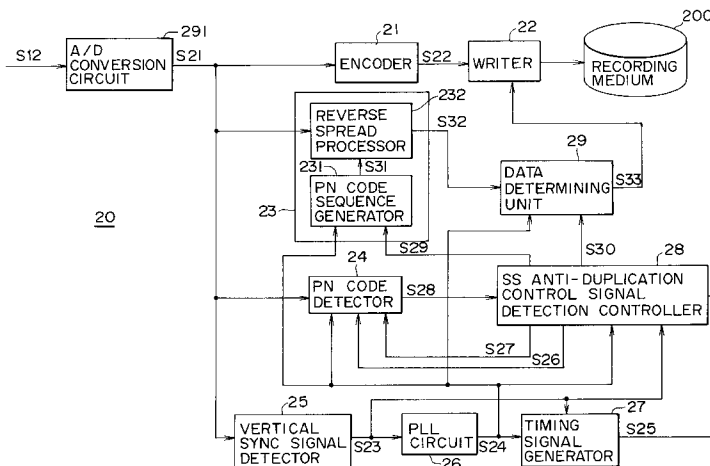 200
291
A/D
CONVERSION
CIRCUIT
S12
S21
21
ENCODER
S22
22
WRITER
RECORDING
MEDIUM
232
REVERSE
SPREAD
PROCESSOR
S32
231
S31
PN CODE
SEQUENCE
GENERATOR
23
29
DATA
DETERMINING
UNIT
S33
20
S29
S30
24
PN CODE
DETECTOR
S28
28
SS ANTI-DUPLICATION
CONTROL SIGNAL
DETECTION CONTROLLER
S27
S26
25
VERTICAL
SYNC SIGNAL
DETECTOR
S23
PLL
CIRCUIT
26
S24
27
TIMING
SIGNAL
GENERATOR
S25